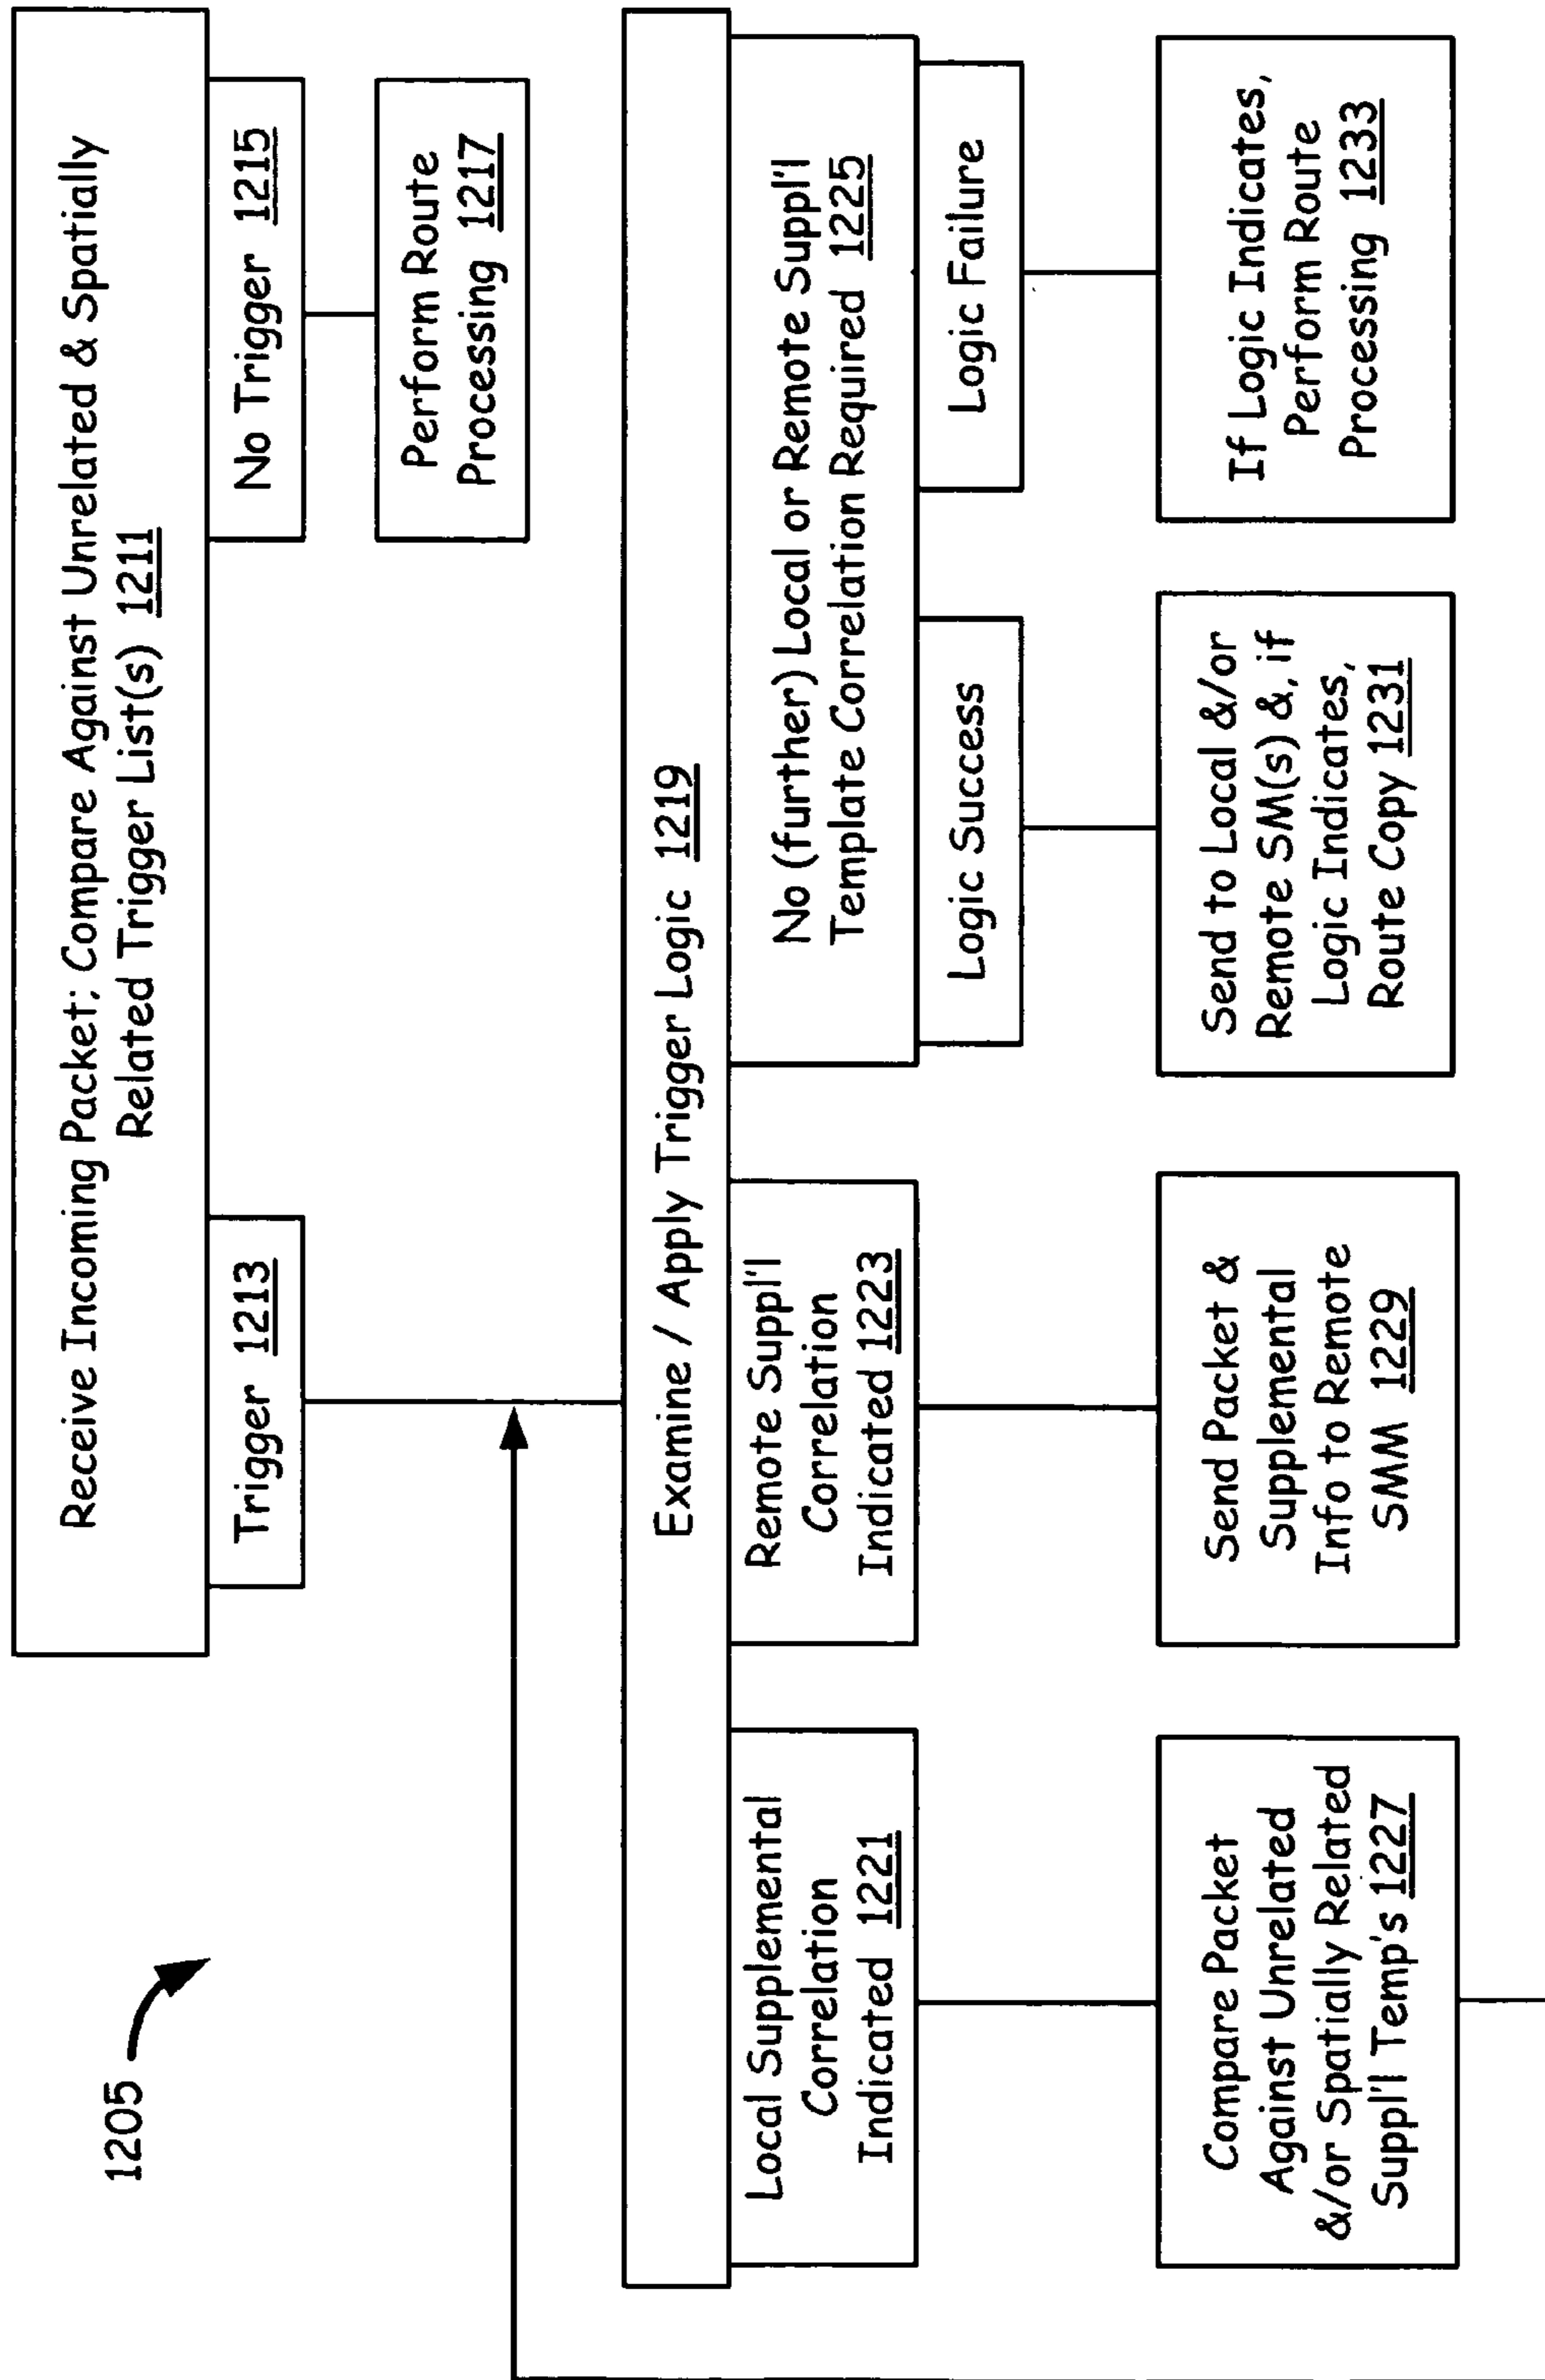 1205
Receive Incoming Packet; Compare Against Unrelated & Spatially
Related Trigger List(s) 1211
Trigger 1213
No Trigger 1215
Perform Route
Processing 1217
Examine / Apply Trigger Logic 1219
Local Supplemental
Correlation
Indicated 1221
Remote Suppl'l
Correlation
Indicated 1223
No (further) Local or Remote Suppl'l
Template Correlation Required 1225
Logic Success
Logic Failure
Compare Packet
Against Unrelated
&/or Spatially Related
Suppl'l Temp's 1227
Send Packet &
Supplemental
Info to Remote
SMM 1229
Send to Local &/or
Remote SM(s) &, if
Logic Indicates,
Route Copy 1231
If Logic Indicates,
Perform Route
Processing 1233